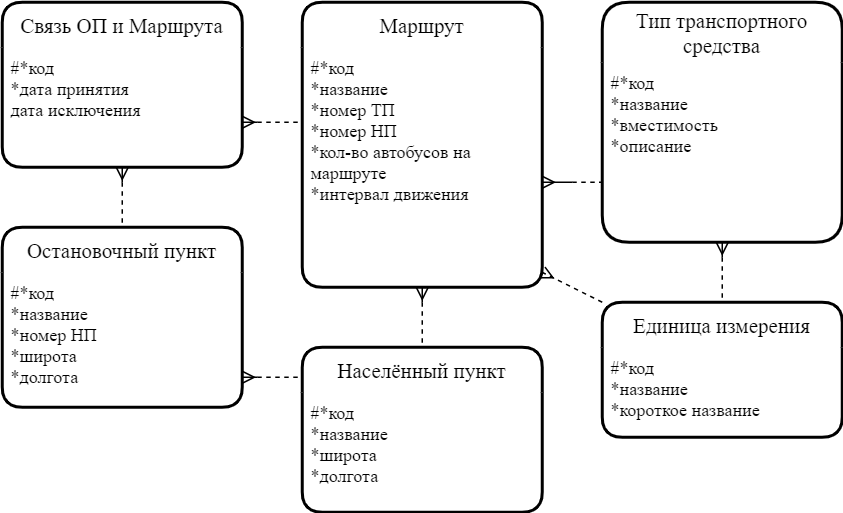 Связь ОП и Маршрута
#*код
*дата принятия
дата исключения
Маршрут
#*код
*название
*номер ТП
*номер НП
*кол-во автобусов на
маршруте
*интервал движения
Тип транспортного
средства
#*код
*название
*вместимость
*описание
Остановочный пункт
#*код
*название
*номер НП
*широта
*долгота
Населённый пункт
#*код
*название
*широта
*долгота
Единица измерения
#*код
*название
*короткое название